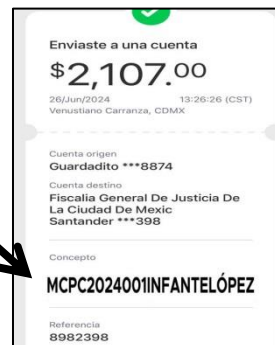 Enviaste a una cuenta
$2,107.00
26/Jun/2024 13:26:26 (CST)
Venustiano Carranza, CDMX
Cuenta origen
Guardadito ***8874
Cuenta destino
Fiscalia General De Justicia De
La Ciudad De Mexic
Santander ***398
Concepto
MCPC2024001INFANTELÓPEZ
Referencia
8982398